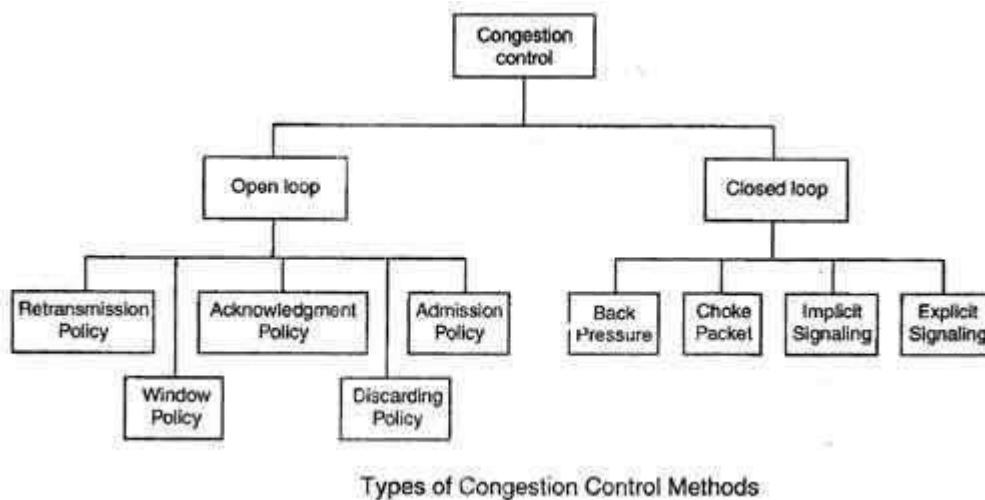 Congestion
control
Open loop
Closed loop
Retransmission
Policy
Acknowledgment
Policy
Admission
Policy
Back
Pressure
Choke
Packet
Implicit
Signaling
Explicit
Signaling
Window
Policy
Discarding
Policy
Types of Congestion Control Methods